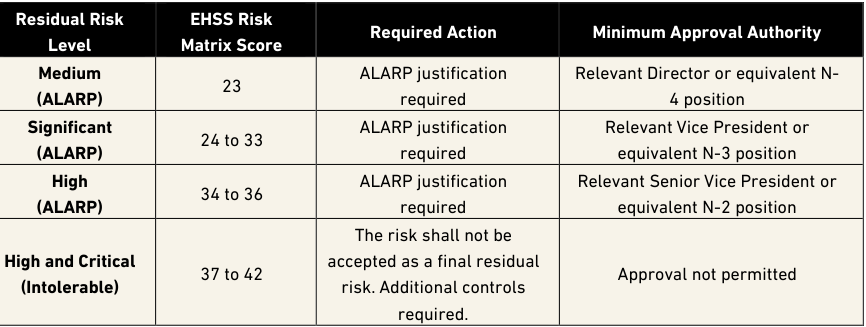 Residual Risk Level
EHSS Risk Matrix Score
Required Action
Minimum Approval Authority
Medium
(ALARP)
23
ALARP justification
required
Relevant Director or equivalent N-
4 position
Significant
(ALARP)
24 to 33
ALARP justification
required
Relevant Vice President or
equivalent N-3 position
High
(ALARP)
34 to 36
ALARP justification
required
Relevant Senior Vice President or
equivalent N-2 position
High and Critical
(Intolerable)
37 to 42
The risk shall not be
accepted as a final residual
risk. Additional controls
required.
Approval not permitted